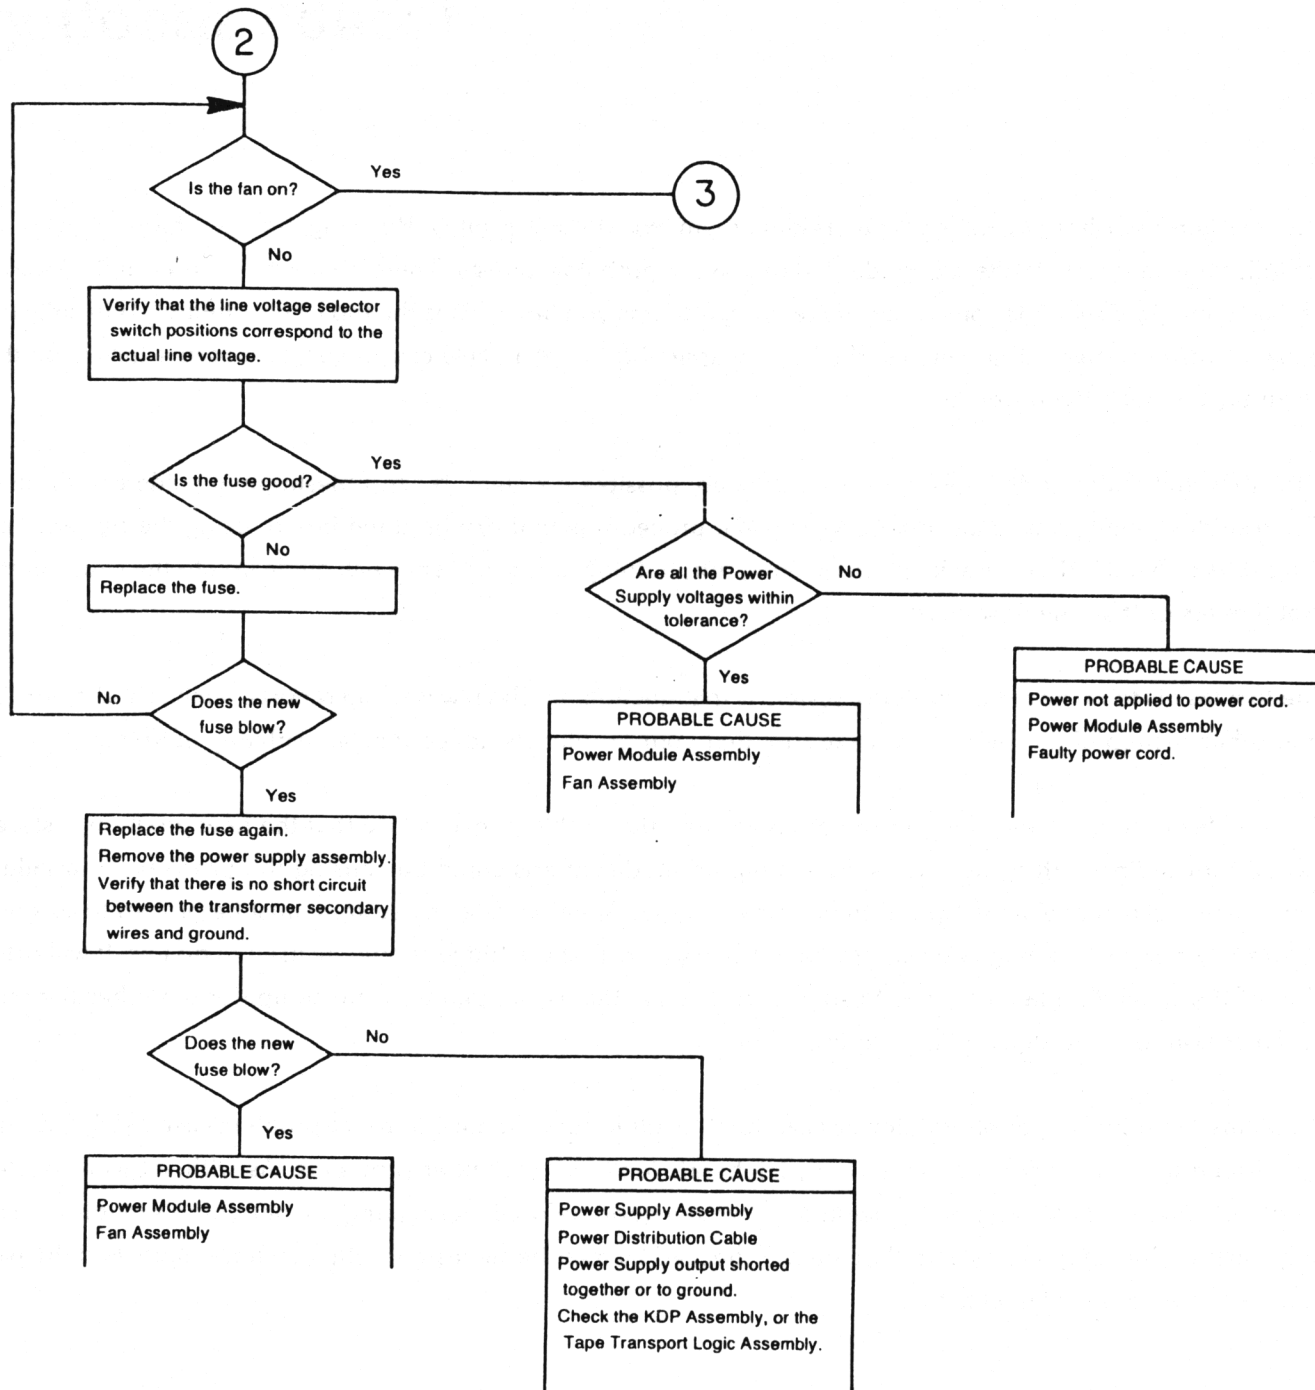 2
Is the fan on?
Yes
3
No
Verify that the line voltage selector
switch positions correspond to the
actual line voltage.
Is the fuse good?
Yes
No
Replace the fuse.
Are all the Power
Supply voltages within
tolerance?
No
Yes
PROBABLE CAUSE
Power not applied to power cord.
Power Module Assembly
Faulty power cord.
PROBABLE CAUSE
Power Module Assembly
Fan Assembly
Does the new
fuse blow?
No
Yes
Replace the fuse again.
Remove the power supply assembly.
Verify that there is no short circuit
between the transformer secondary
wires and ground.
Does the new
fuse blow?
No
Yes
PROBABLE CAUSE
Power Module Assembly
Fan Assembly
PROBABLE CAUSE
Power Supply Assembly
Power Distribution Cable
Power Supply output shorted
together or to ground.
Check the KDP Assembly, or the
Tape Transport Logic Assembly.